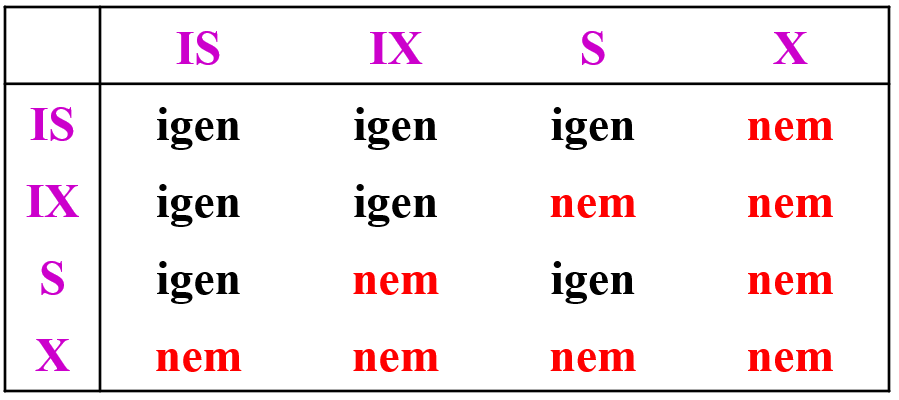 IS IX S X
IS igen igen igen nem
IX igen igen nem nem
S igen nem igen nem
X nem nem nem nem